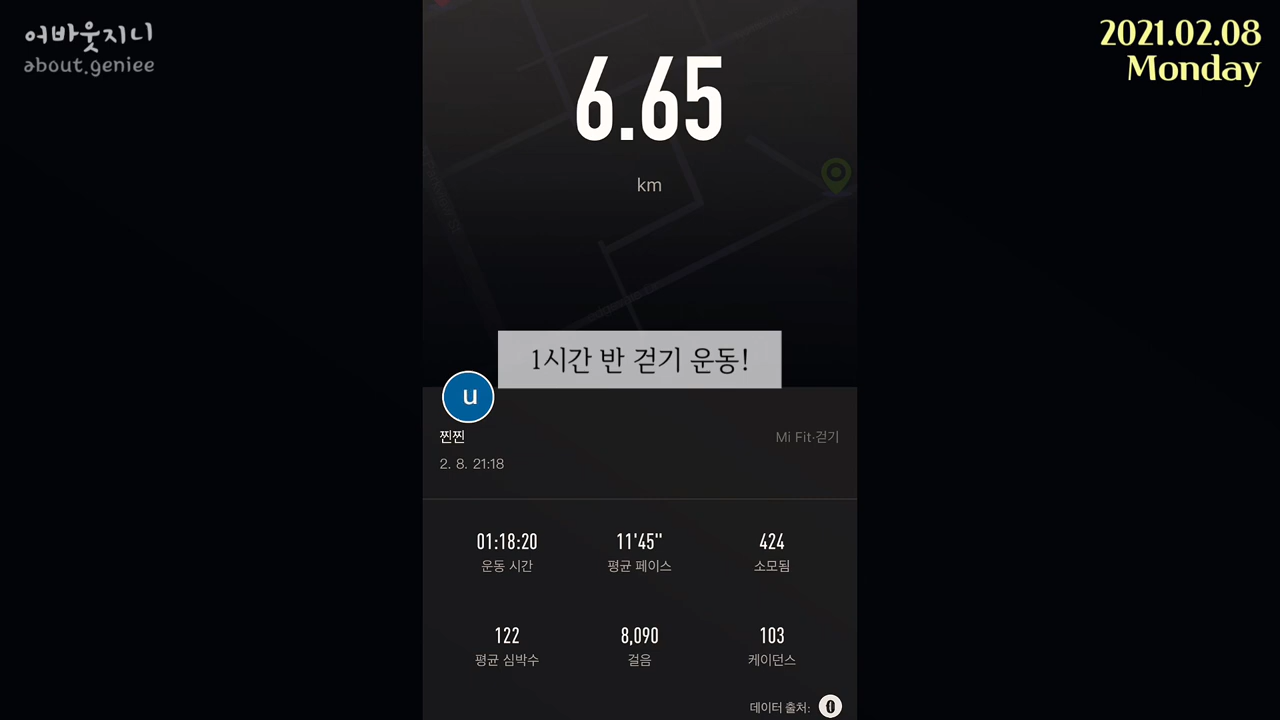 어바웃지니
about.geniee
2021.02.08
Monday
6.65
km
1시간 반 걷기 운동!
u
찐찐
Mi Fit·걷기
2. 8. 21:18
01:18:20
운동 시간
11'45"
평균 페이스
424
소모됨
122
평균 심박수
8,090
걸음
103
케이던스
데이터 출처: